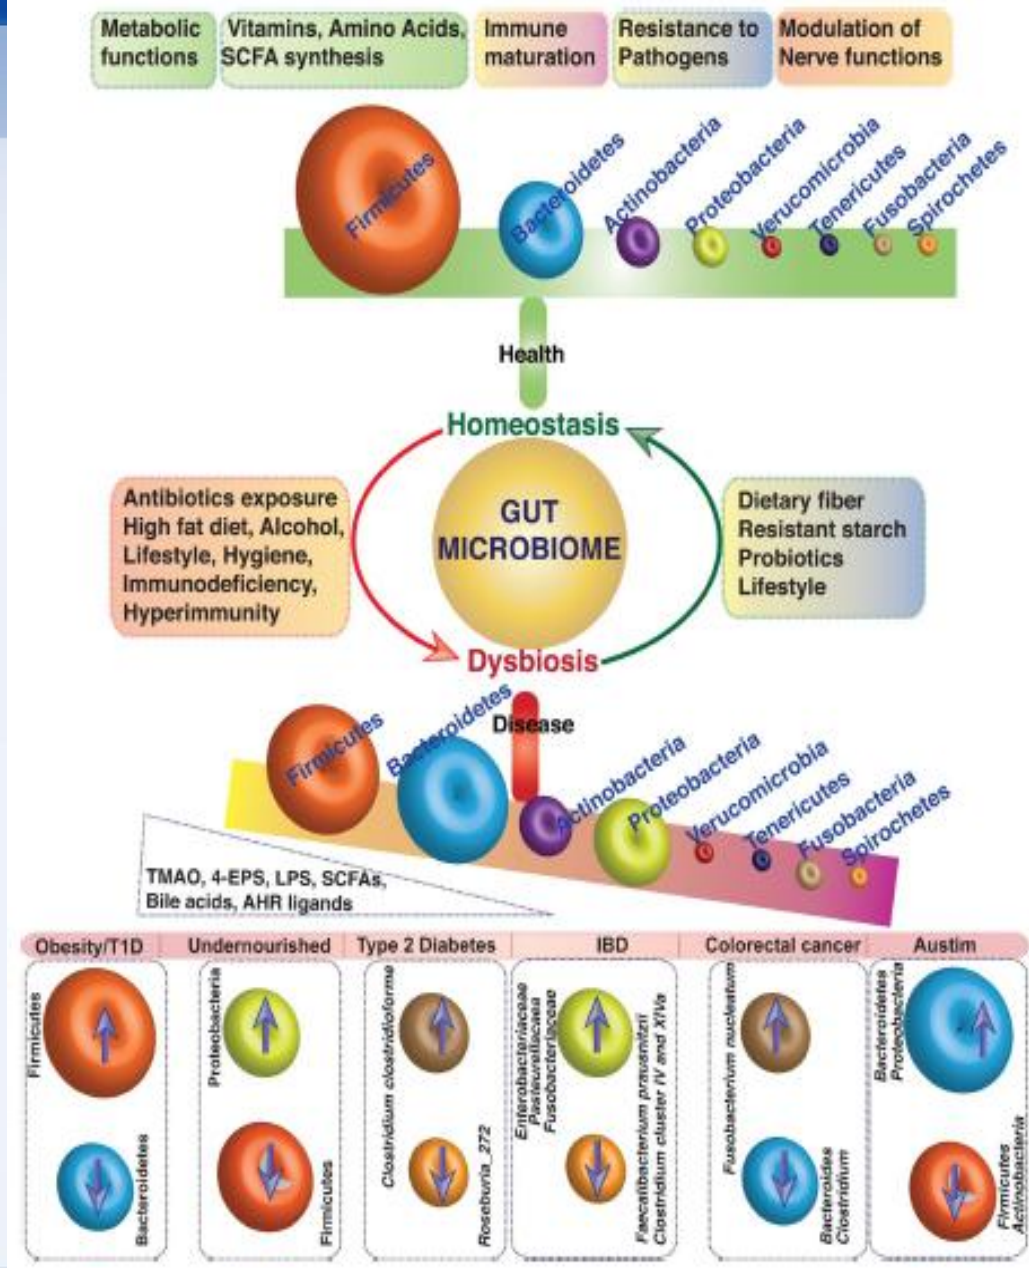 Metabolic
functions
Vitamins, Amino Acids,
SCFA synthesis
Immune
maturation
Resistance to
Pathogens
Modulation of
Nerve functions
Firmicutes
Bacteroidetes
Actinobacteria
Proteobacteria
Verucomicrobia
Tenericutes
Fusobacteria
Spirochetes
Health
Homeostasis
GUT
MICROBIOME
Antibiotics exposure
High fat diet, Alcohol,
Lifestyle, Hygiene,
Immunodeficiency,
Hyperimmunity
Dietary fiber
Resistant starch
Probiotics
Lifestyle
Dysbiosis
Disease
Firmicutes
Bacteroidetes
Actinobacteria
Proteobacteria
Verucomicrobia
Tenericutes
Fusobacteria
Spirochetes
TMAO, 4-EPS, LPS, SCFAs,
Bile acids, AHR ligands
Obesity/T1D
Firmicutes
Bacteroidetes
Undernourished
Proteobacteria
Firmicutes
Type 2 Diabetes
Clostridium clostridioforme
Roseburia_272
IBD
Enterobacteriaceae
Pasteurellacaea
Fusobacteriaceae
Faecalibacterium prausnitzii
Clostridium cluster IV and XIVa
Colorectal cancer
Fusobacterium nucleatum
Bacteroides
Clostridium
Austim
Bacteroidetes
Proteobacteria
Firmicutes
Actinobacteria